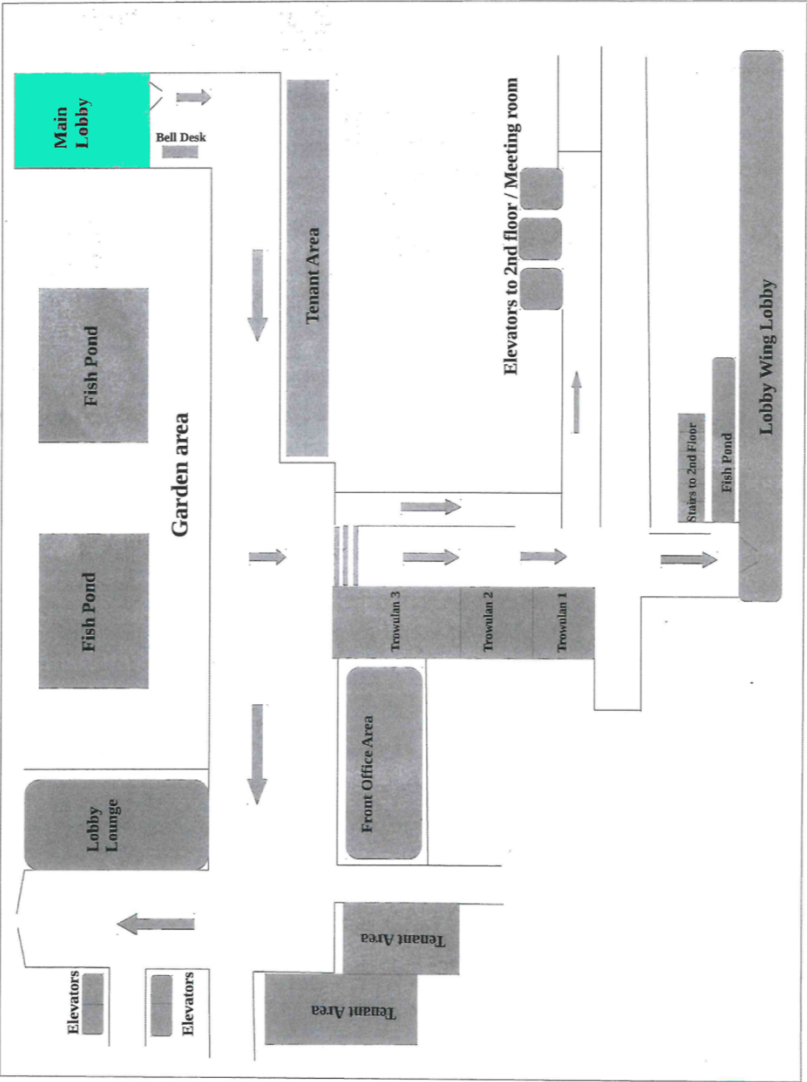 Main
Lobby
Bell Desk
Tenant Area
Elevators to 2nd floor / Meeting room
Lobby Wing Lobby
Fish Pond
Garden area
Stairs to 2nd Floor
Fish Pond
Fish Pond
Trowulan 3
Trowulan 2
Trowulan 1
Front Office Area
Lobby
Lounge
Tenant Area
Tenant Area
Elevators
Elevators